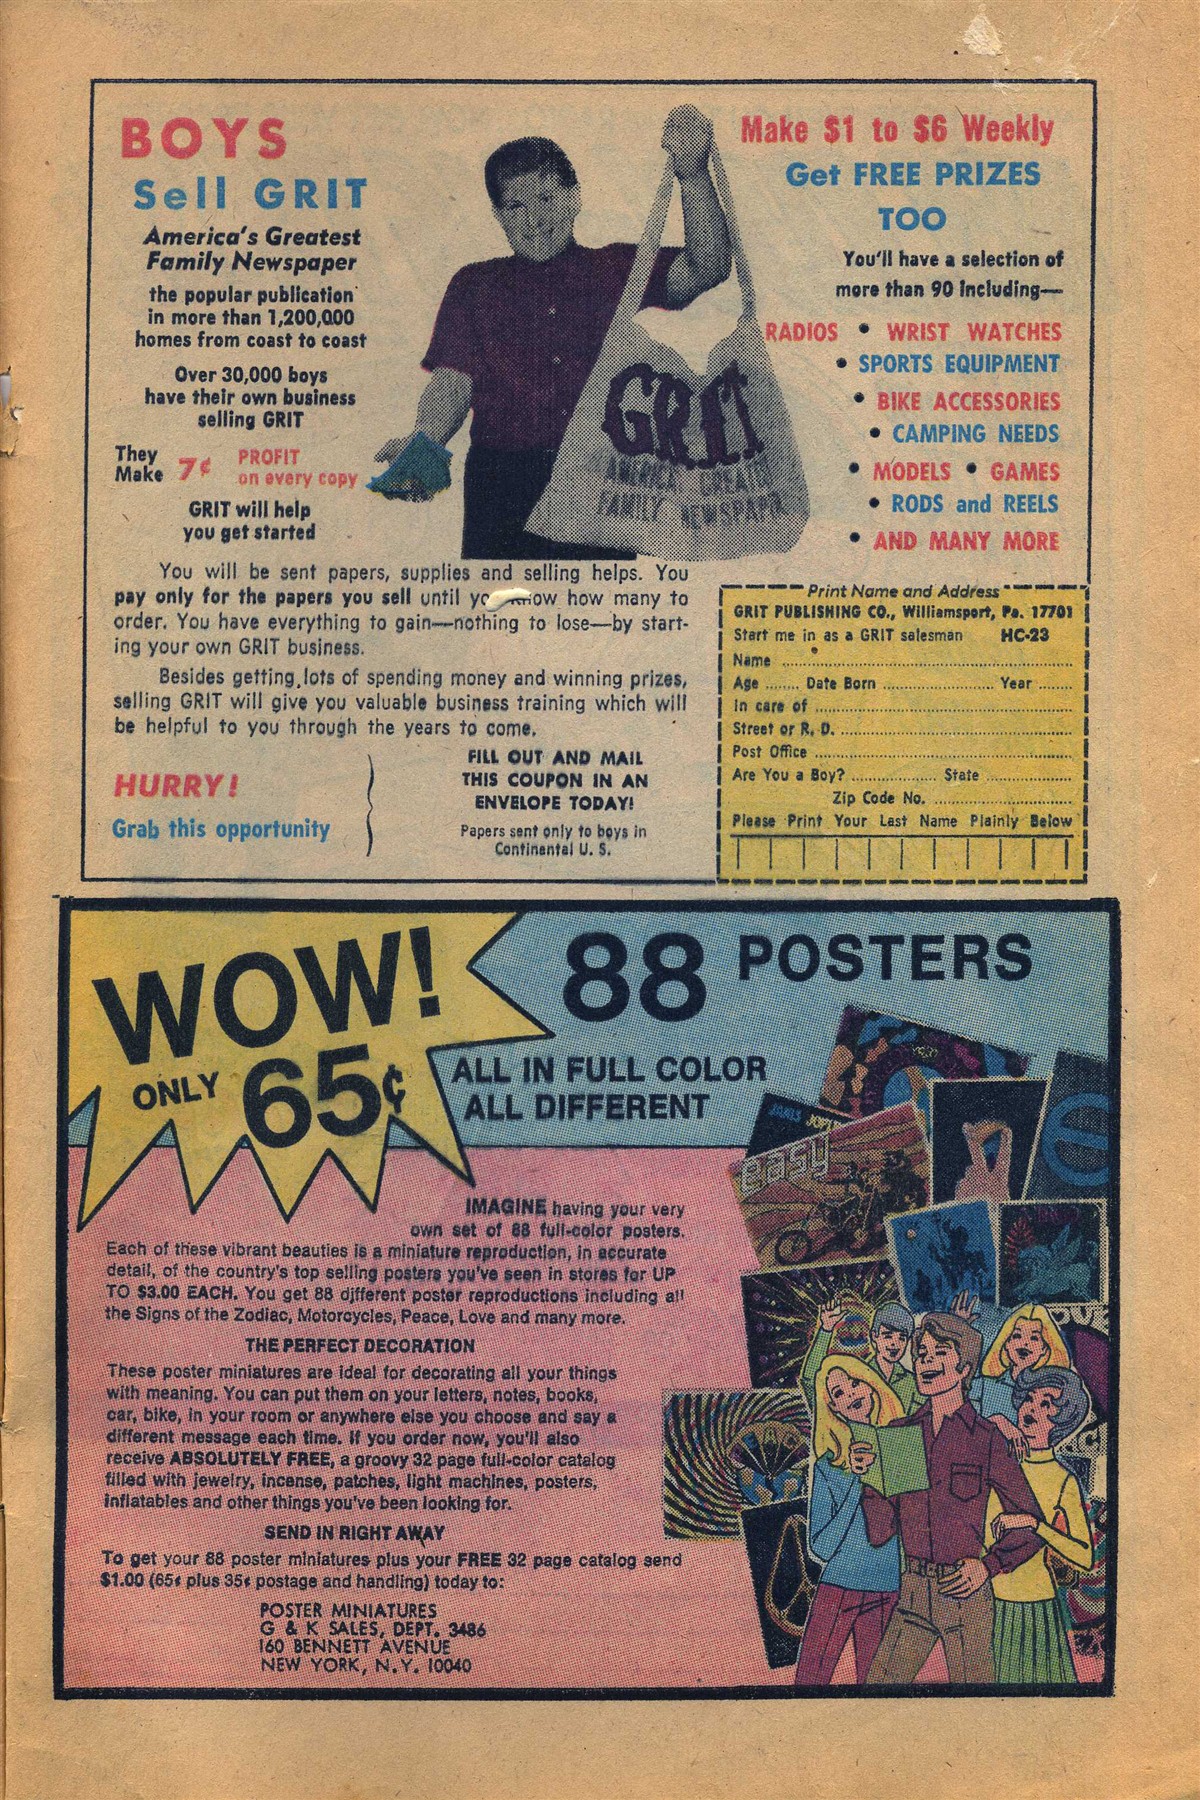 BOYS
Sell GRIT
America's Greatest
Family Newspaper
the popular publication
in more than 1,200,000
homes from coast to coast
Over 30,000 boys
have their own business
selling GRIT
They
Make 7¢ PROFIT
on every copy
GRIT will help
you get started
GRIT
AMERICA'S GREATEST
FAMILY NEWSPAPER
Make $1 to $6 Weekly
Get FREE PRIZES
TOO
You'll have a selection of
more than 90 including—
RADIOS • WRIST WATCHES
• SPORTS EQUIPMENT
• BIKE ACCESSORIES
• CAMPING NEEDS
• MODELS • GAMES
• RODS and REELS
• AND MANY MORE
You will be sent papers, supplies and selling helps. You
pay only for the papers you sell until you know how many to
order. You have everything to gain—nothing to lose—by start-
ing your own GRIT business.
Besides getting lots of spending money and winning prizes,
selling GRIT will give you valuable business training which will
be helpful to you through the years to come.
HURRY!
Grab this opportunity
FILL OUT AND MAIL
THIS COUPON IN AN
ENVELOPE TODAY!
Papers sent only to boys in
Continental U. S.
Print Name and Address
GRIT PUBLISHING CO., Williamsport, Pa. 17701
Start me in as a GRIT salesman HC-23
Name
Age Date Born Year
In care of
Street or R. D.
Post Office
Are You a Boy? State
Zip Code No.
Please Print Your Last Name Plainly Below
WOW!
ONLY 65¢
88 POSTERS
ALL IN FULL COLOR
ALL DIFFERENT
JANIS JOPL
easy
e
IMAGINE having your very
own set of 88 full-color posters.
Each of these vibrant beauties is a miniature reproduction, in accurate
detail, of the country's top selling posters you've seen in stores for UP
TO $3.00 EACH. You get 88 different poster reproductions including all
the Signs of the Zodiac, Motorcycles, Peace, Love and many more.
THE PERFECT DECORATION
These poster miniatures are ideal for decorating all your things
with meaning. You can put them on your letters, notes, books,
car, bike, in your room or anywhere else you choose and say a
different message each time. If you order now, you'll also
receive ABSOLUTELY FREE, a groovy 32 page full-color catalog
filled with jewelry, incense, patches, light machines, posters,
inflatables and other things you've been looking for.
SEND IN RIGHT AWAY
To get your 88 poster miniatures plus your FREE 32 page catalog send
$1.00 (65¢ plus 35¢ postage and handling) today to:
POSTER MINIATURES
G & K SALES, DEPT. 3486
160 BENNETT AVENUE
NEW YORK, N.Y. 10040